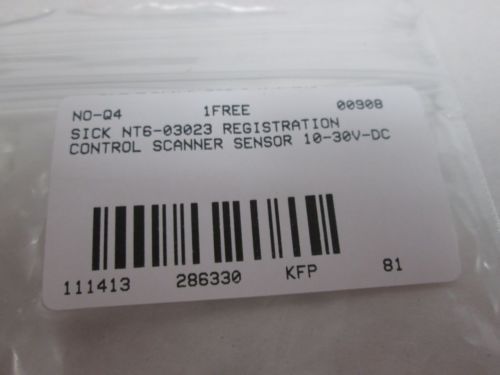 NO-Q4 1FREE 00908
SICK NT6-03023 REGISTRATION
CONTROL SCANNER SENSOR 10-30V-DC
111413 286330 KFP 81